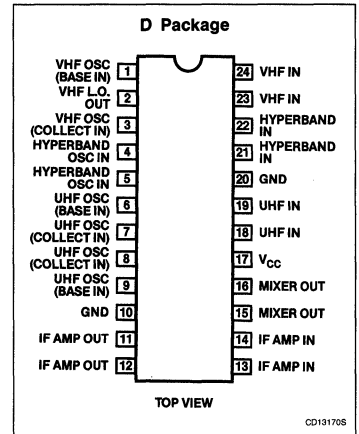 D Package
VHF OSC
(BASE IN) 1
VHF L.O.
OUT 2
VHF OSC
(COLLECT IN) 3
HYPERBAND
OSC IN 4
HYPERBAND
OSC IN 5
UHF OSC
(BASE IN) 6
UHF OSC
(COLLECT IN) 7
UHF OSC
(COLLECT IN) 8
UHF OSC
(BASE IN) 9
GND 10
IF AMP OUT 11
IF AMP OUT 12
24 VHF IN
23 VHF IN
22 HYPERBAND
IN
21 HYPERBAND
IN
20 GND
19 UHF IN
18 UHF IN
17 VCC
16 MIXER OUT
15 MIXER OUT
14 IF AMP IN
13 IF AMP IN
TOP VIEW
CD13170S